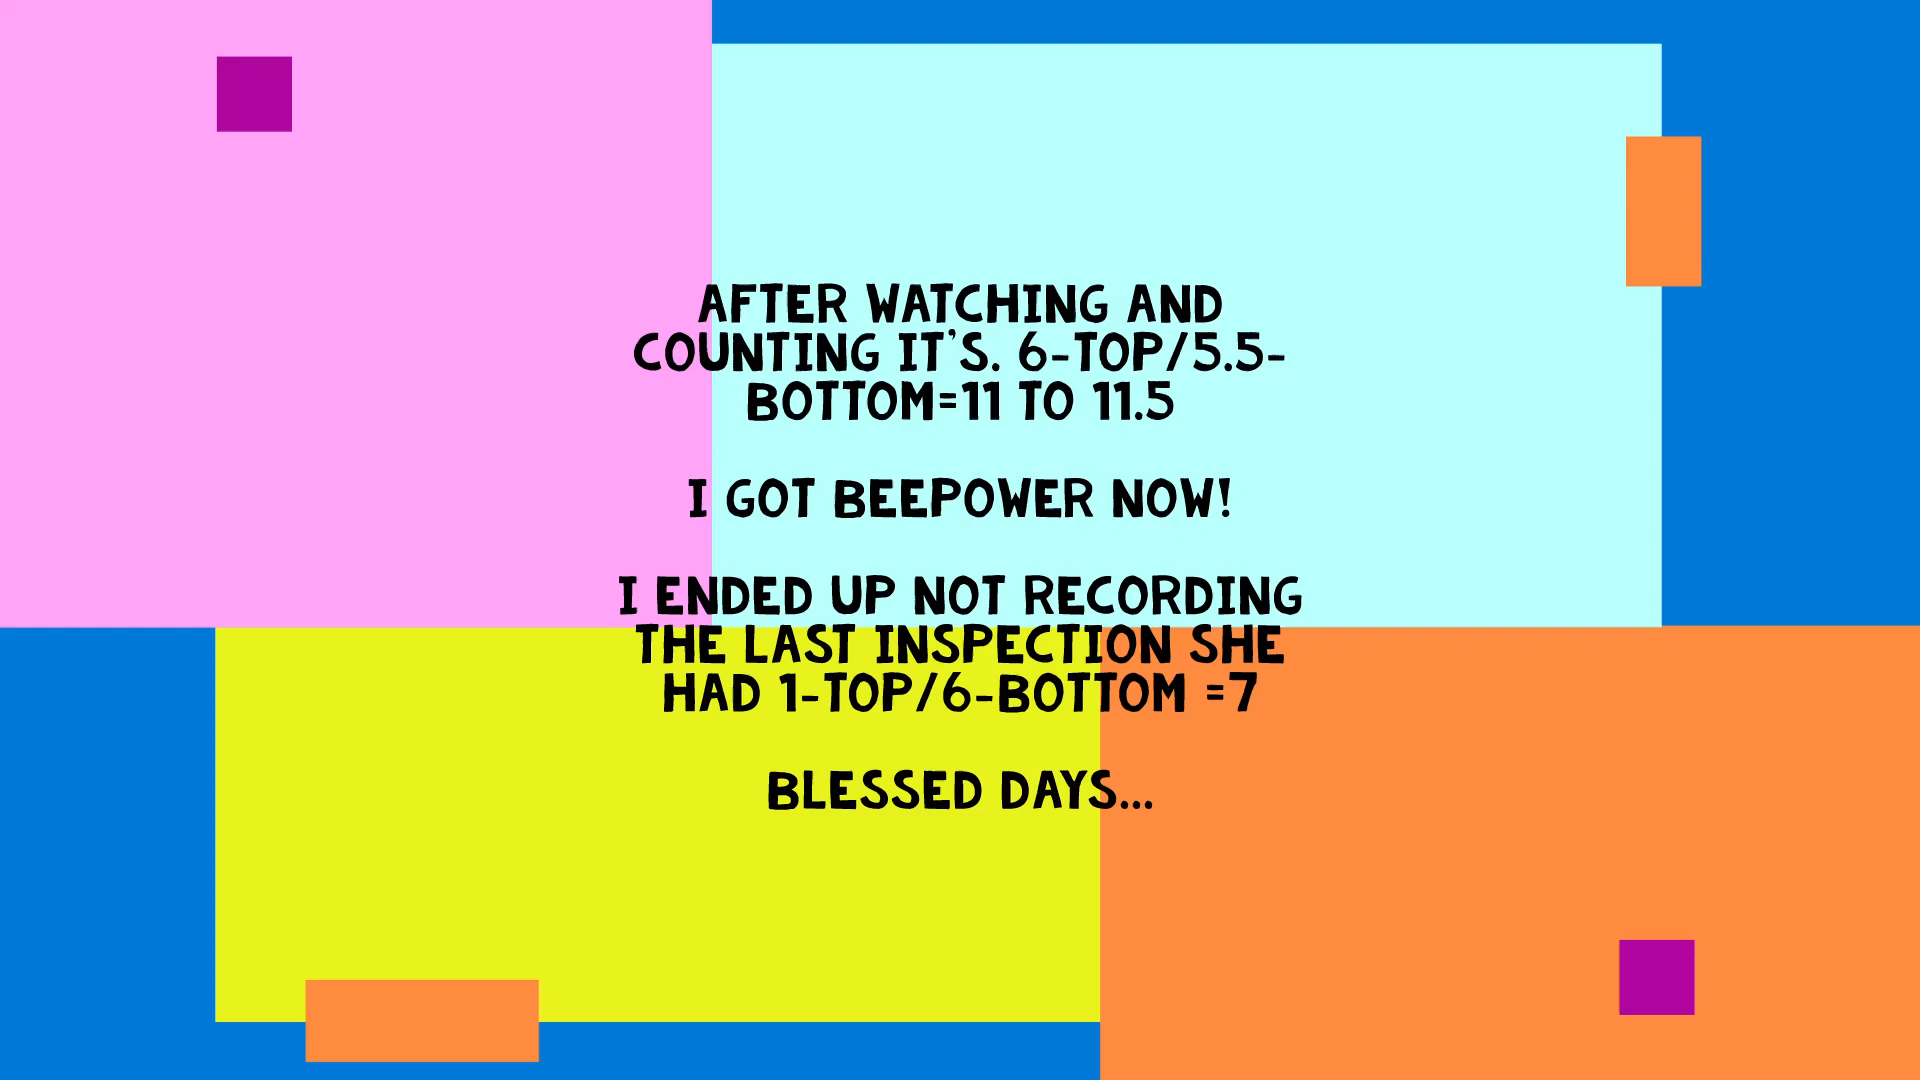 AFTER WATCHING AND
COUNTING IT'S. 6-TOP/5.5-
BOTTOM=11 TO 11.5
I GOT BEEPOWER NOW!
I ENDED UP NOT RECORDING
THE LAST INSPECTION SHE
HAD 1-TOP/6-BOTTOM =7
BLESSED DAYS...